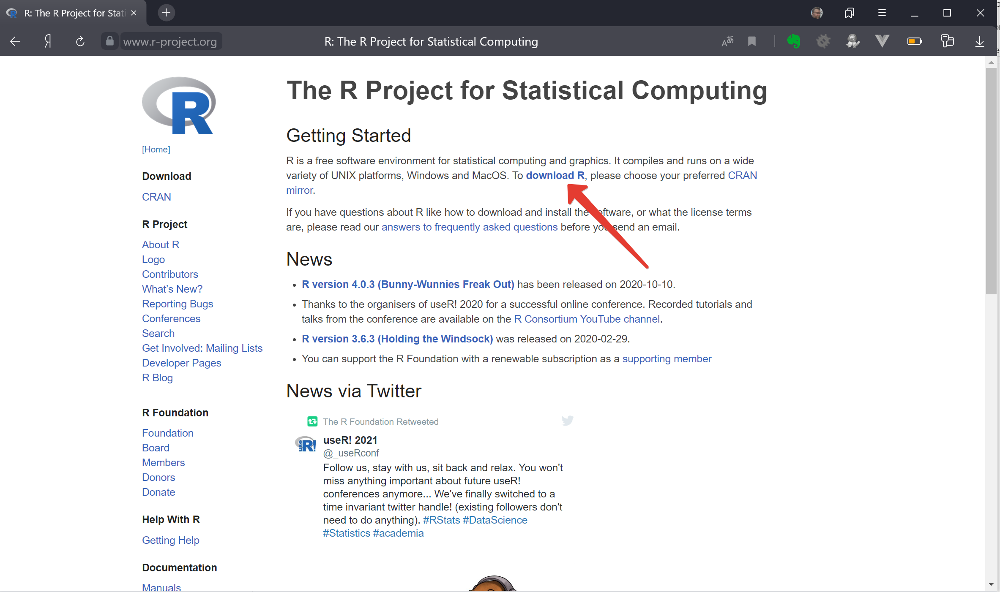 R: The R Project for Stati
www.r-project.org
R: The R Project for Statistical Computing
R
[Home]
Download
CRAN
R Project
About R
Logo
Contributors
What’s New?
Reporting Bugs
Conferences
Search
Get Involved: Mailing Lists
Developer Pages
R Blog
R Foundation
Foundation
Board
Members
Donors
Donate
Help With R
Getting Help
Documentation
Manuals
The R Project for Statistical Computing
Getting Started
R is a free software environment for statistical computing and graphics. It compiles and runs on a wide
variety of UNIX platforms, Windows and MacOS. To download R, please choose your preferred CRAN
mirror.
If you have questions about R like how to download and install the software, or what the license terms
are, please read our answers to frequently asked questions before you send an email.
News
• R version 4.0.3 (Bunny-Wunnies Freak Out) has been released on 2020-10-10.
• Thanks to the organisers of useR! 2020 for a successful online conference. Recorded tutorials and
talks from the conference are available on the R Consortium YouTube channel.
• R version 3.6.3 (Holding the Windsock) was released on 2020-02-29.
• You can support the R Foundation with a renewable subscription as a supporting member
News via Twitter
The R Foundation Retweeted
useR!
useR! 2021
@_useRconf
Follow us, stay with us, sit back and relax. You won't
miss anything important about future useR!
conferences anymore... We've finally switched to a
time invariant twitter handle! (existing followers don't
need to do anything). #RStats #DataScience
#Statistics #academia